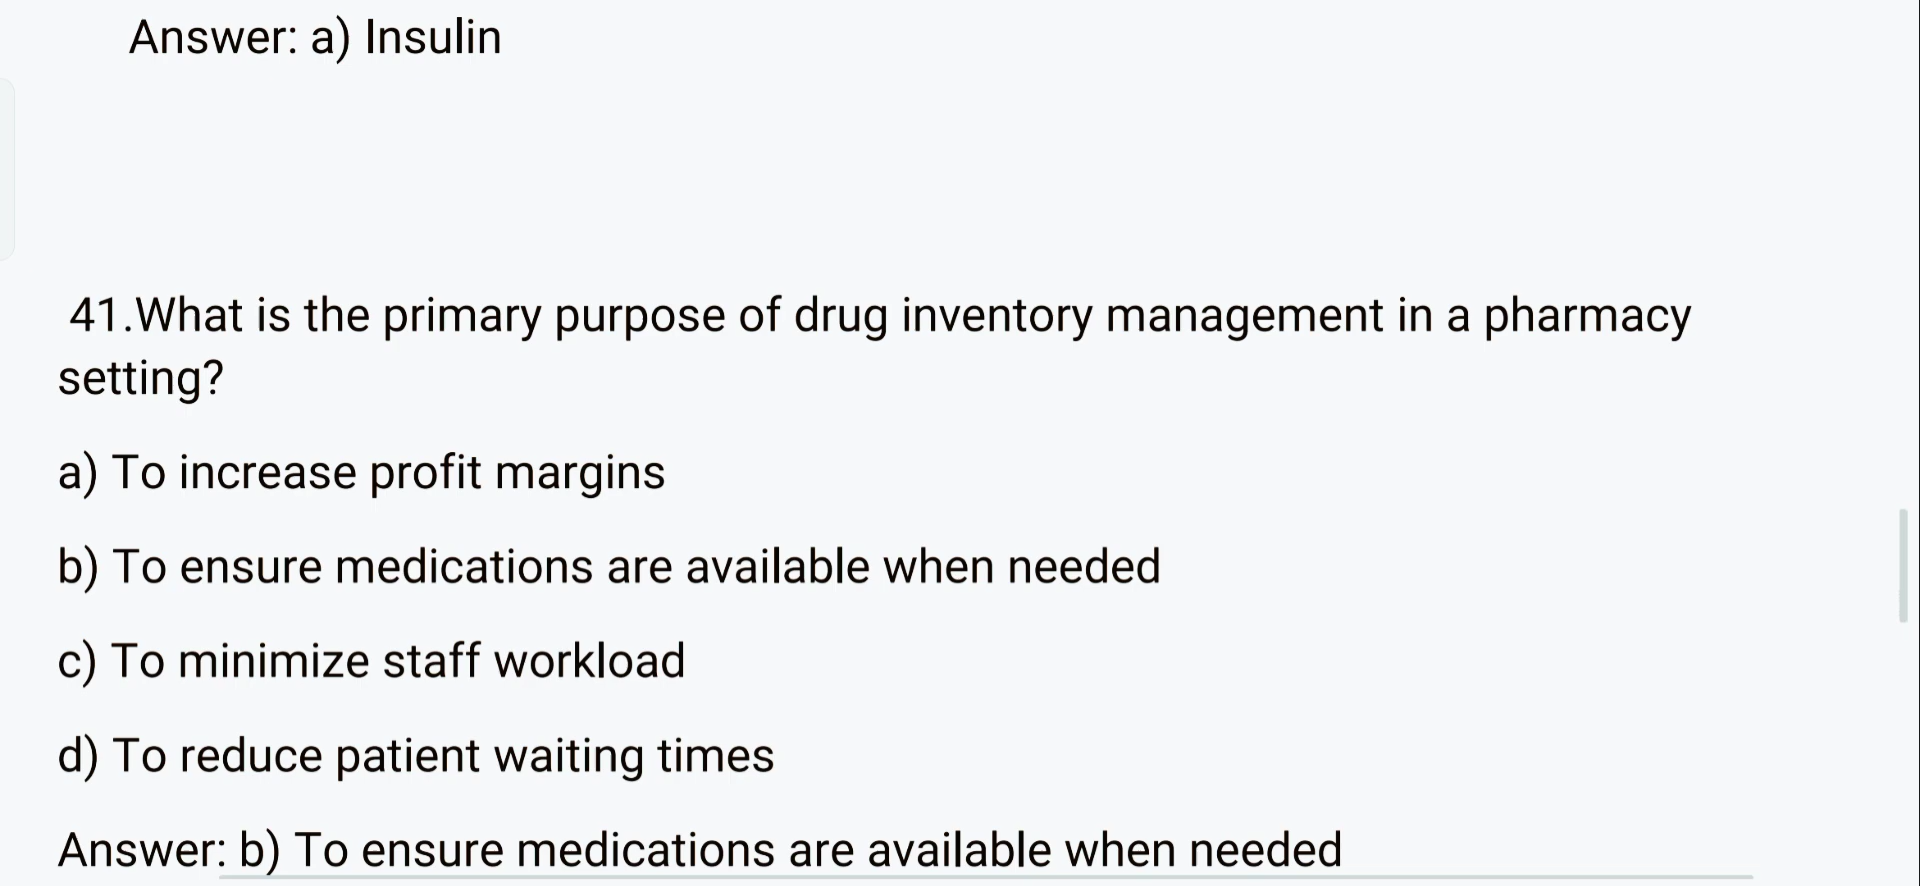 Answer: a) Insulin
41.What is the primary purpose of drug inventory management in a pharmacy
setting?
a) To increase profit margins
b) To ensure medications are available when needed
c) To minimize staff workload
d) To reduce patient waiting times
Answer: b) To ensure medications are available when needed